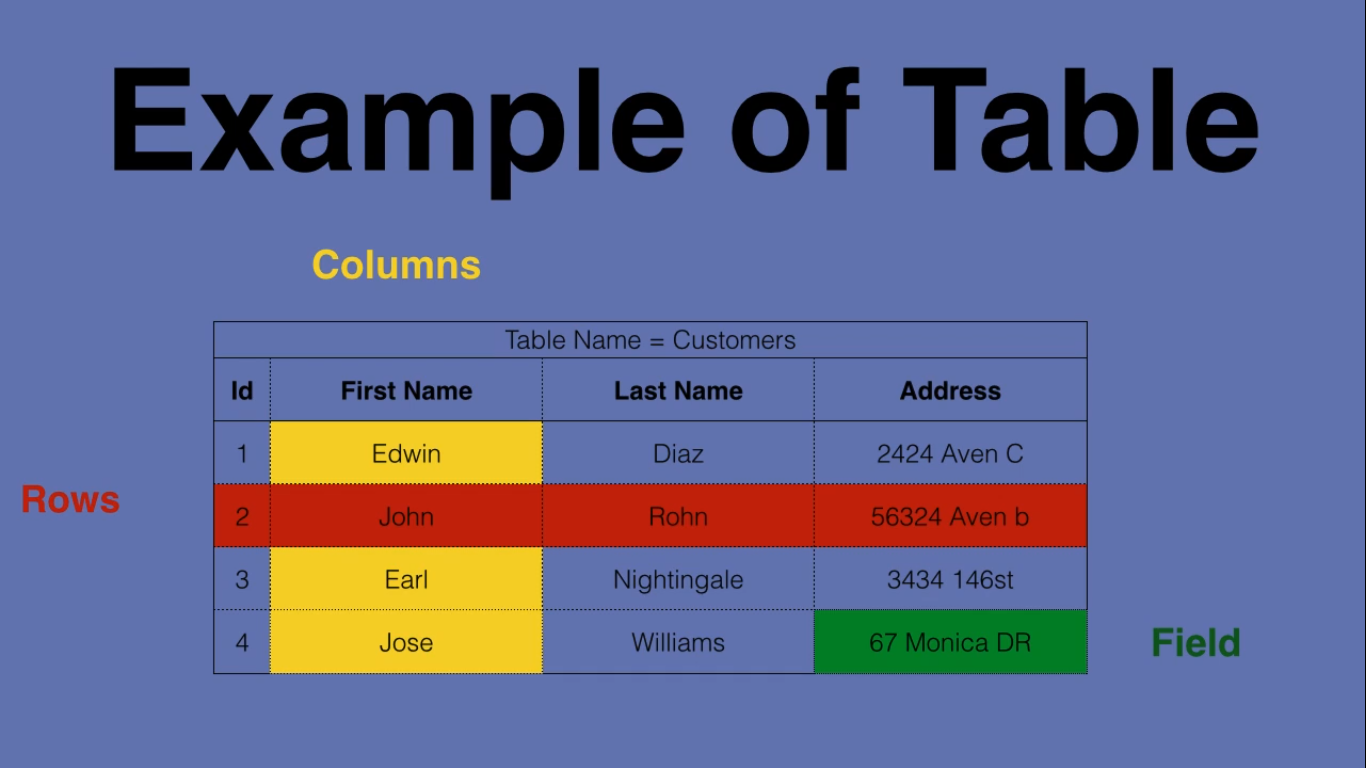 Example of Table
Columns
Table Name = Customers
Id First Name Last Name Address
1 Edwin Diaz 2424 Aven C
Rows
2 John Rohn 56324 Aven b
3 Earl Nightingale 3434 146st
4 Jose Williams 67 Monica DR
Field